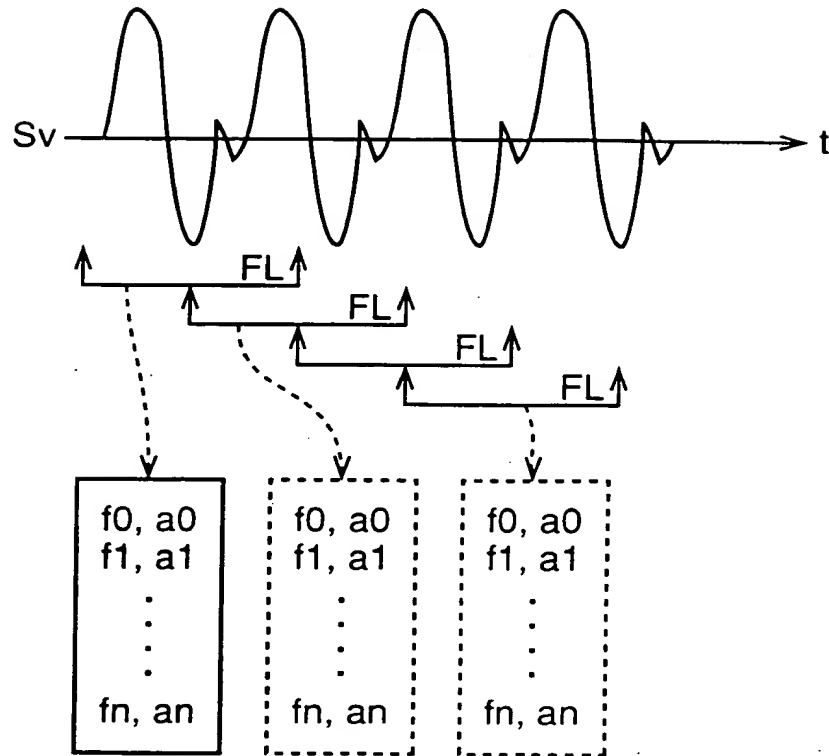 Sv
t
FL
FL
FL
FL
f0, a0 f0, a0 f0, a0
f1, a1 f1, a1 f1, a1
fn, an fn, an fn, an